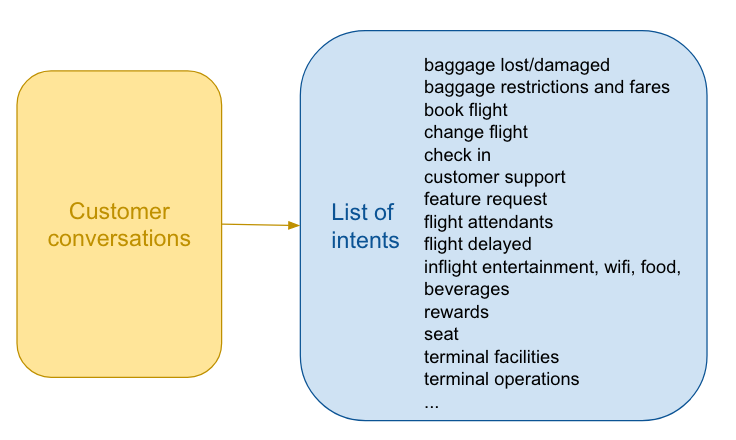 Customer
conversations
List of
intents
baggage lost/damaged
baggage restrictions and fares
book flight
change flight
check in
customer support
feature request
flight attendants
flight delayed
inflight entertainment, wifi, food,
beverages
rewards
seat
terminal facilities
terminal operations
...